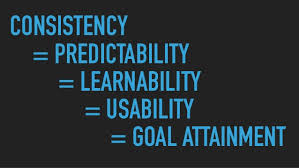 CONSISTENCY
= PREDICTABILITY
= LEARNABILITY
= USABILITY
= GOAL ATTAINMENT